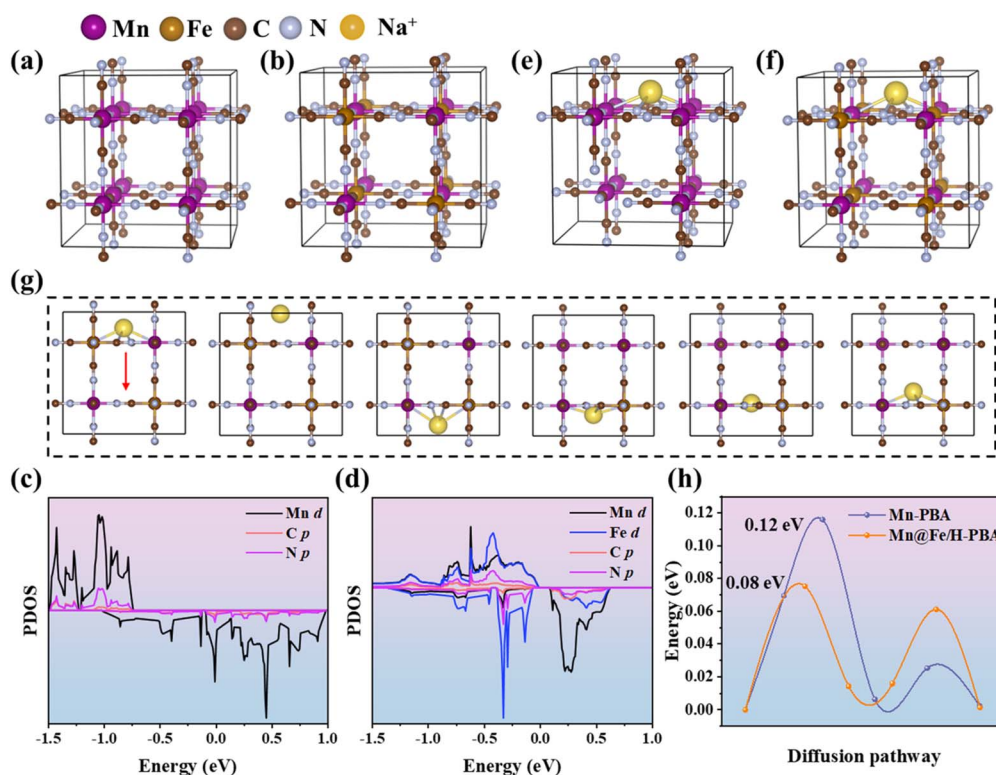 Mn Fe C N Na+
(a) (b) (e) (f)
(g)
(c) (d) (h)
Mn d
C p
N p
PDOS
-1.5 -1.0 -0.5 0.0 0.5 1.0
Energy (eV)
Mn d
Fe d
C p
N p
PDOS
-1.5 -1.0 -0.5 0.0 0.5 1.0
Energy (eV)
Mn-PBA
Mn@Fe/H-PBA
0.12 eV
0.08 eV
Energy (eV)
0.12
0.10
0.08
0.06
0.04
0.02
0.00
Diffusion pathway